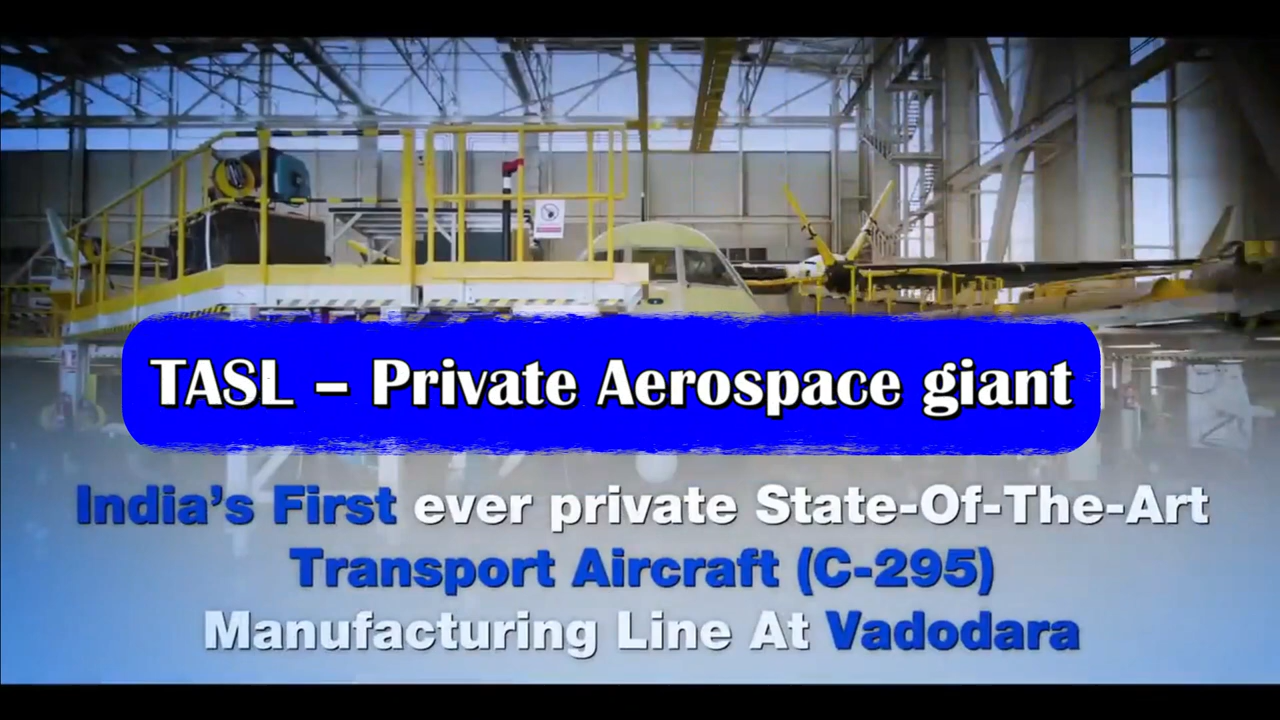 TASL – Private Aerospace giant
India's First ever private State-Of-The-Art
Transport Aircraft (C-295)
Manufacturing Line At Vadodara